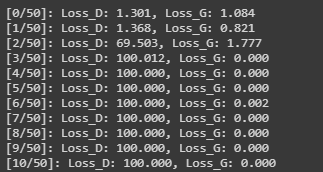 [0/50]: Loss_D: 1.301, Loss_G: 1.084
[1/50]: Loss_D: 1.368, Loss_G: 0.821
[2/50]: Loss_D: 69.503, Loss_G: 1.777
[3/50]: Loss_D: 100.012, Loss_G: 0.000
[4/50]: Loss_D: 100.000, Loss_G: 0.000
[5/50]: Loss_D: 100.000, Loss_G: 0.000
[6/50]: Loss_D: 100.000, Loss_G: 0.002
[7/50]: Loss_D: 100.000, Loss_G: 0.000
[8/50]: Loss_D: 100.000, Loss_G: 0.000
[9/50]: Loss_D: 100.000, Loss_G: 0.000
[10/50]: Loss_D: 100.000, Loss_G: 0.000